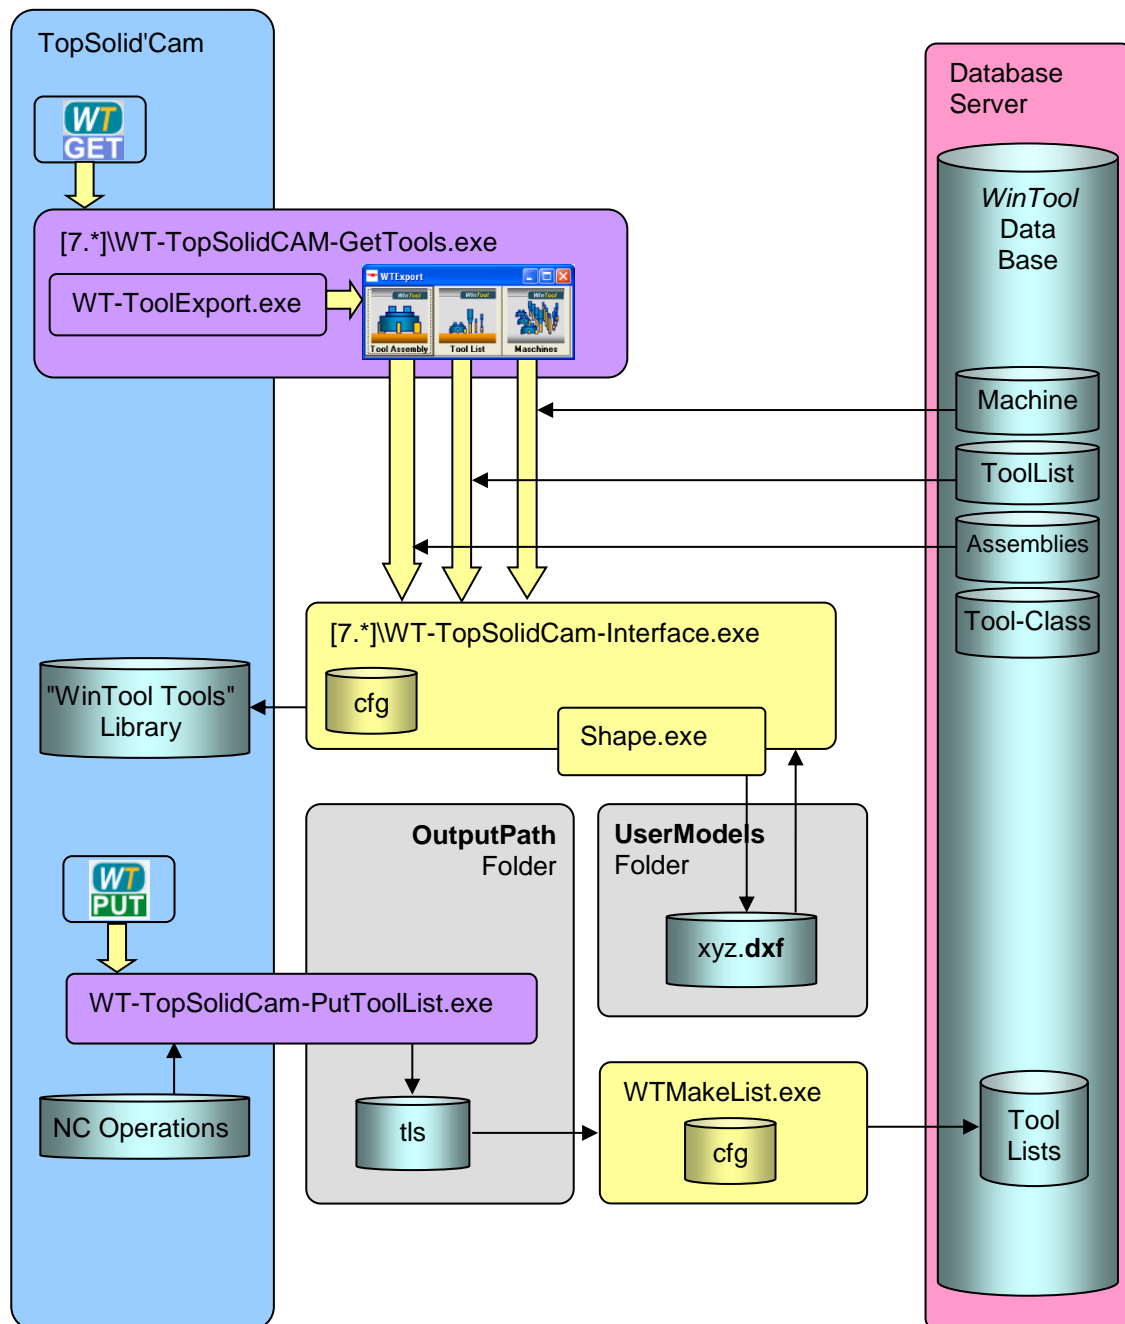 TopSolid'Cam
WT
GET
[7.*]\WT-TopSolidCAM-GetTools.exe
WT-ToolExport.exe
WTExport
WinTool
WinTool
WinTool
Tool Assembly
Tool List
Maschines
Database
Server
WinTool
Data
Base
Machine
ToolList
Assemblies
Tool-Class
[7.*]\WT-TopSolidCam-Interface.exe
cfg
Shape.exe
"WinTool Tools"
Library
OutputPath
Folder
UserModels
Folder
xyz.dxf
WT
PUT
WT-TopSolidCam-PutToolList.exe
NC Operations
tls
WTMakeList.exe
cfg
Tool
Lists